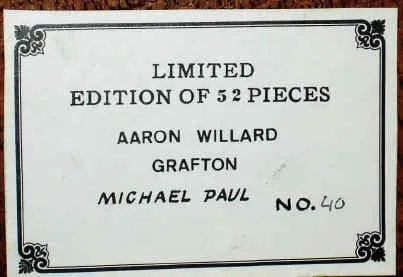 LIMITED
EDITION OF 52 PIECES
AARON WILLARD
GRAFTON
MICHAEL PAUL NO. 40